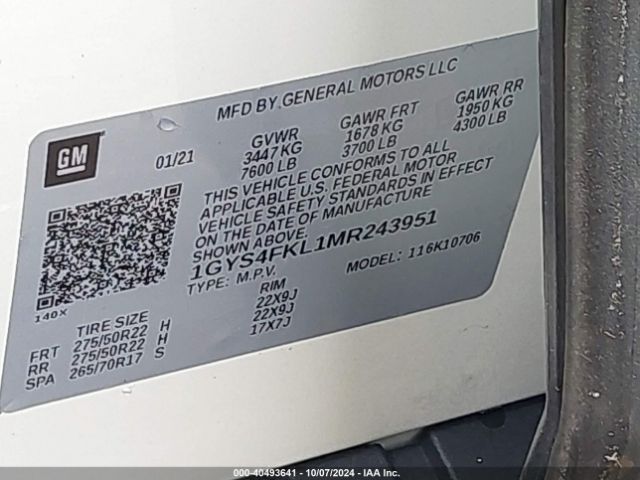 MFD BY GENERAL MOTORS LLC
GM
01/21
GVWR GAWR FRT GAWR RR
3447 KG 1678 KG 1950 KG
7600 LB 3700 LB 4300 LB
THIS VEHICLE CONFORMS TO ALL
APPLICABLE U.S. FEDERAL MOTOR
VEHICLE SAFETY STANDARDS IN EFFECT
ON THE DATE OF MANUFACTURE
SHOWN ABOVE.
1GYS4FKL1MR243951
TYPE: M.P.V. MODEL: 116K10706
140X
TIRE SIZE RIM
FRT 275/50R22 H 22X9J
RR 275/50R22 H 22X9J
SPA 265/70R17 S 17X7J
000-40493641 - 10/07/2024 - IAA Inc.